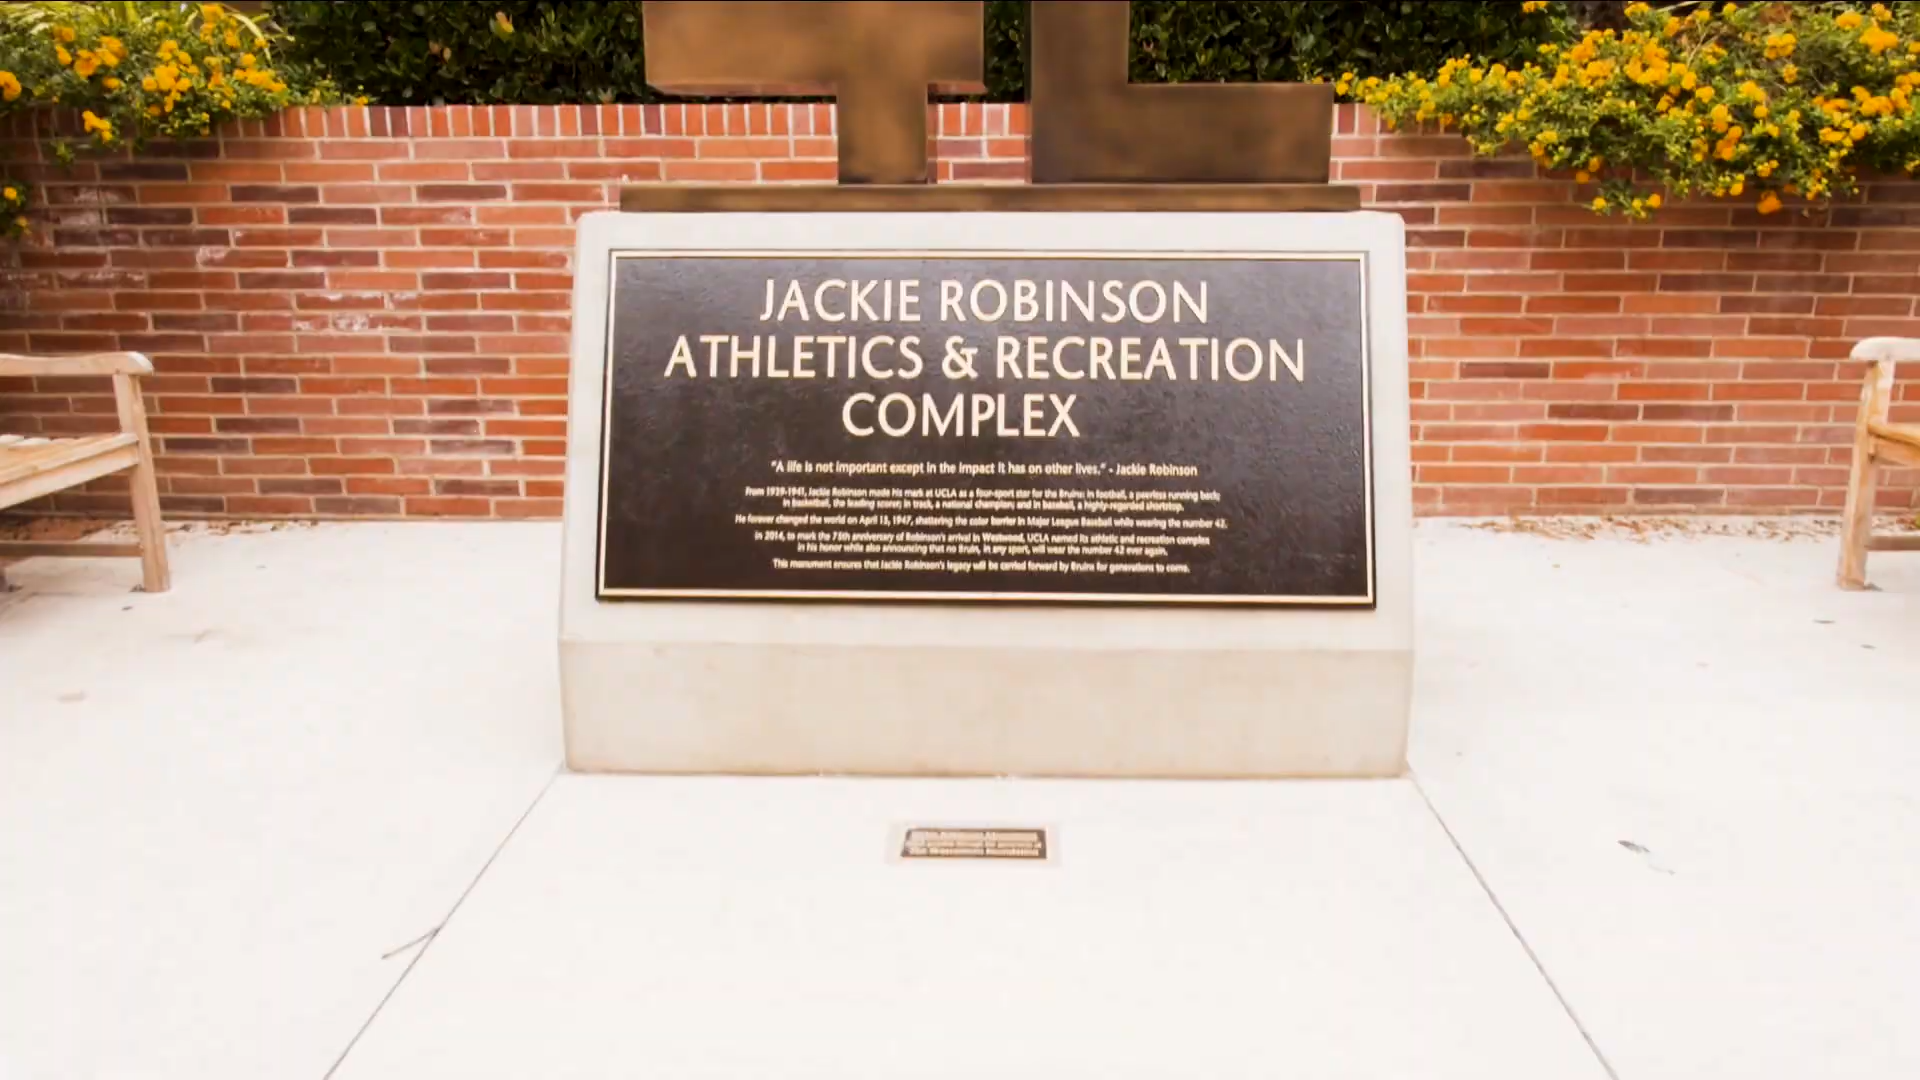 JACKIE ROBINSON
ATHLETICS & RECREATION
COMPLEX
"A life is not important except in the impact it has on other lives." - Jackie Robinson
From 1939-1941, Jackie Robinson made his mark at UCLA as a four-sport star for the Bruins: in football, a peerless running back;
in basketball, the leading scorer; in track, a national champion; and in baseball, a highly-regarded shortstop.
He forever changed the world on April 15, 1947, shattering the color barrier in Major League Baseball while wearing the number 42.
In 2014, to mark the 75th anniversary of Robinson's arrival in Westwood, UCLA named its athletic and recreation complex
in his honor while also announcing that no Bruin, in any sport, will wear the number 42 ever again.
This monument ensures that Jackie Robinson's legacy will be carried forward by Bruins for generations to come.